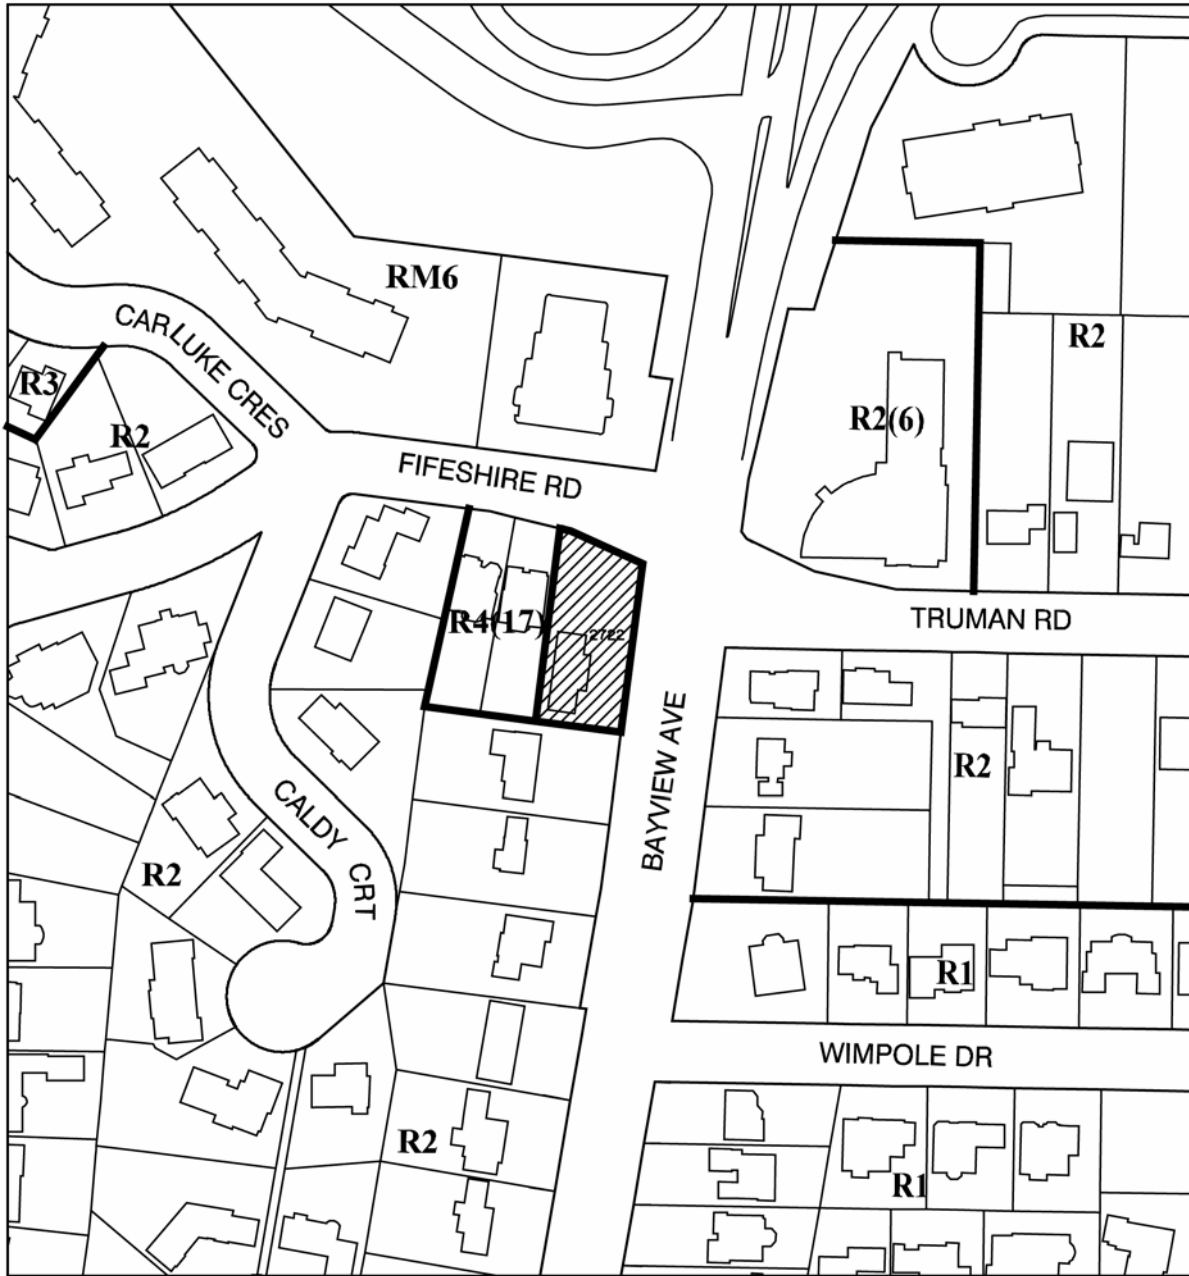 RM6
CARLUKE CRES
R2
R3
R2(6)
R2
FIFESHIRE RD
R4(17)
2722
TRUMAN RD
BAYVIEW AVE
R2
CALDY CRT
R2
R1
WIMPOLE DR
R2
R1